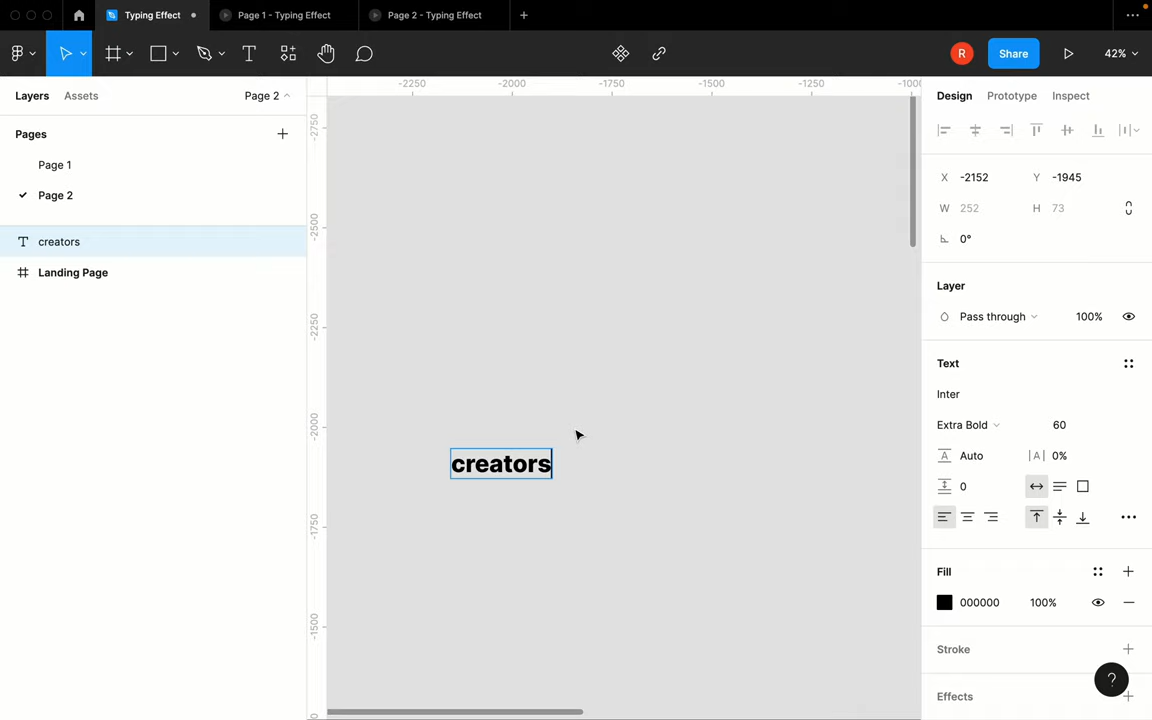 Typing Effect
Page 1 - Typing Effect
Page 2 - Typing Effect
R
Share
42%
Layers
Assets
Page 2
Pages
Page 1
Page 2
creators
Landing Page
-2250
-2000
-1750
-1500
-1250
-1000
-2750
-2500
-2250
-2000
-1750
-1500
creators
Design
Prototype
Inspect
X
-2152
Y
-1945
W
252
H
73
0°
Layer
Pass through
100%
Text
Inter
Extra Bold
60
A
Auto
|A|
0%
0
Fill
000000
100%
Stroke
Effects
?